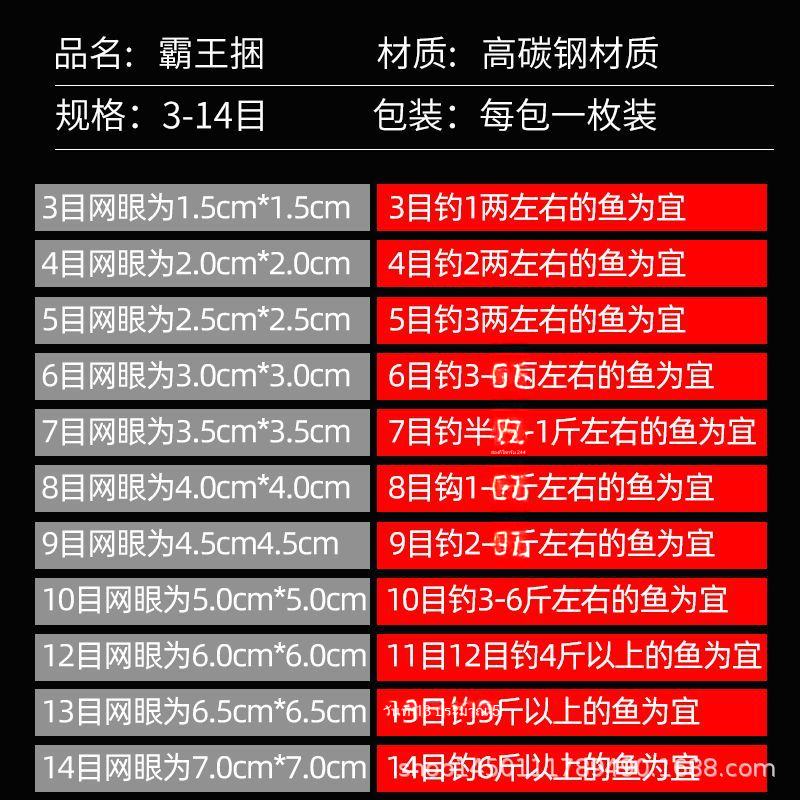 品名: 霸王捆 材质: 高碳钢材质
规格: 3-14目 包装: 每包一枚装
3目网眼为1.5cm*1.5cm 3目钓1两左右的鱼为宜
4目网眼为2.0cm*2.0cm 4目钓2两左右的鱼为宜
5目网眼为2.5cm*2.5cm 5目钓3两左右的鱼为宜
6目网眼为3.0cm*3.0cm 6目钓3-两左右的鱼为宜
7目网眼为3.5cm*3.5cm 7目钓半斤-1斤左右的鱼为宜
8目网眼为4.0cm*4.0cm 8目钩1-斤左右的鱼为宜
9目网眼为4.5cm4.5cm 9目钓2-斤左右的鱼为宜
10目网眼为5.0cm*5.0cm 10目钓3-6斤左右的鱼为宜
12目网眼为6.0cm*6.0cm 11目12目钓4斤以上的鱼为宜
13目网眼为6.5cm*6.5cm 13目钓斤以上的鱼为宜
14目网眼为7.0cm*7.0cm 14目钓6斤以上的鱼为宜